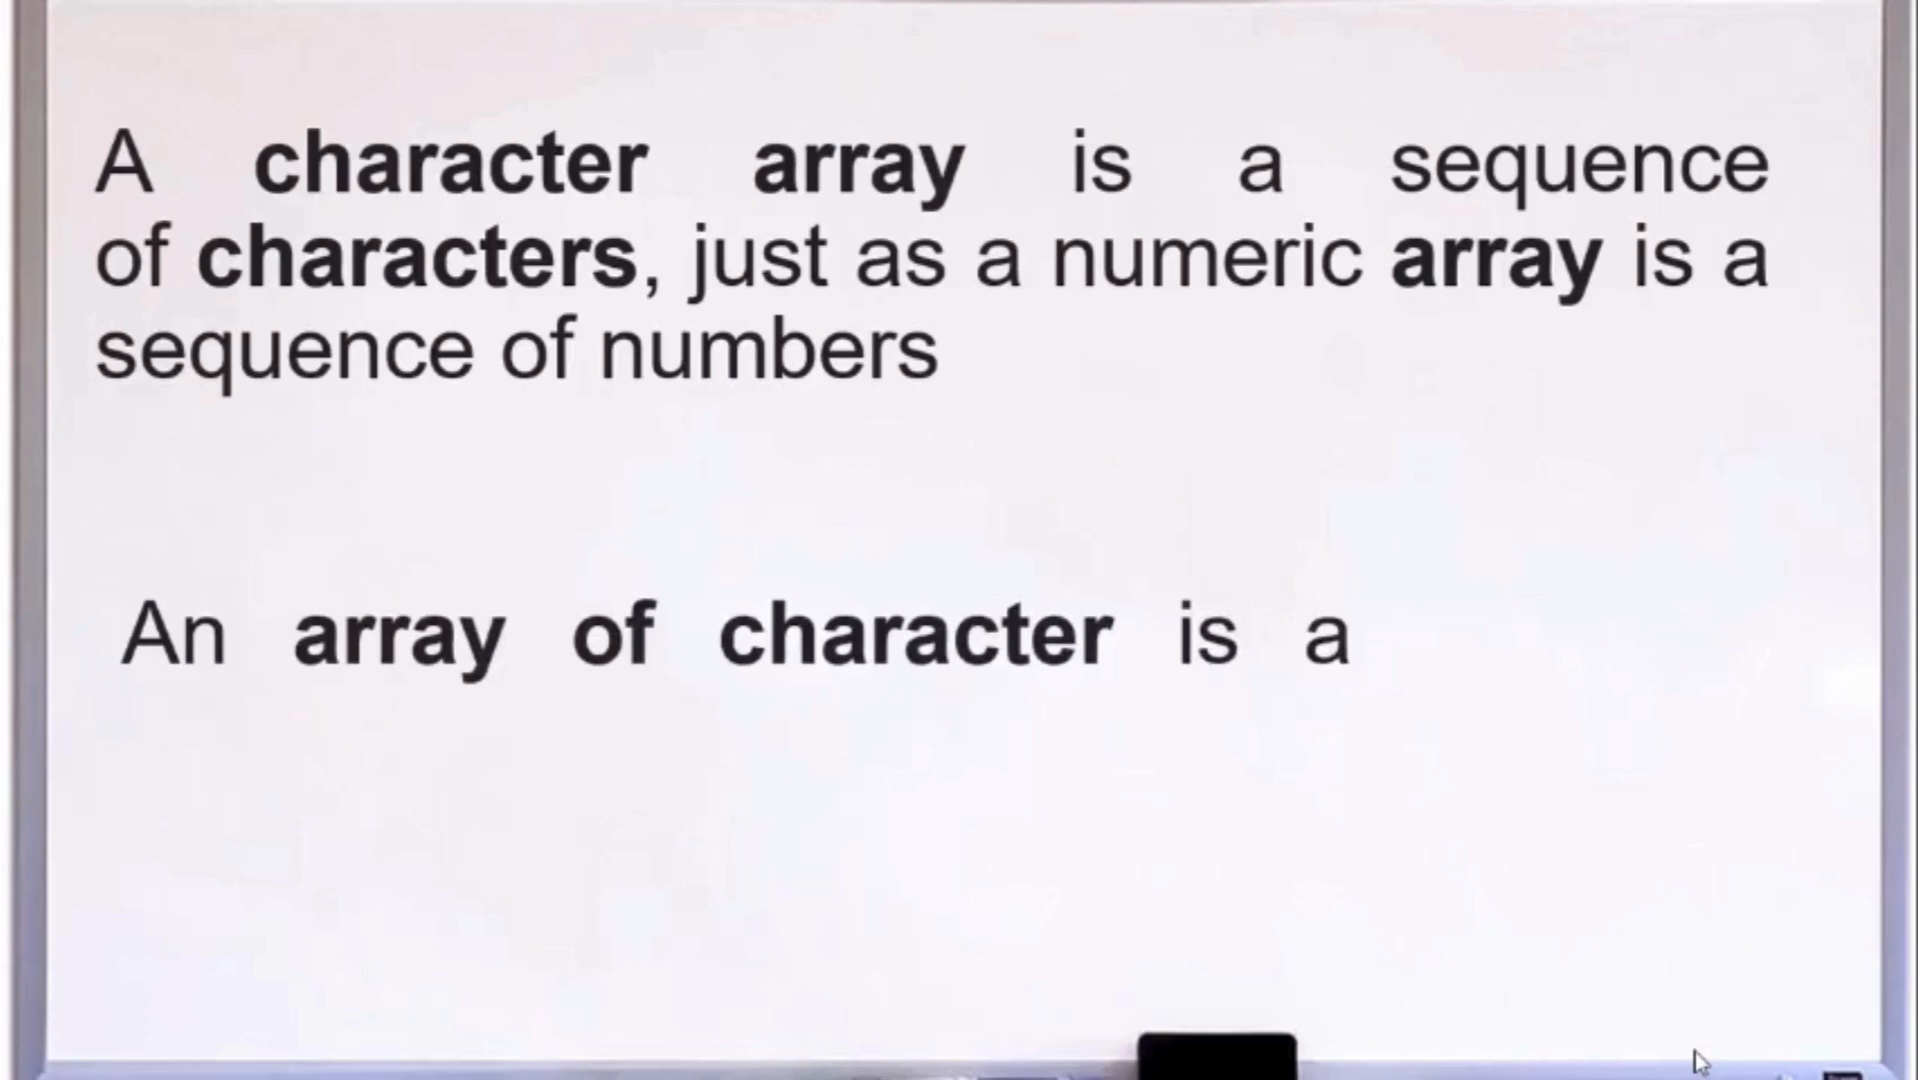 A character array is a sequence
of characters, just as a numeric array is a
sequence of numbers
An array of character is a